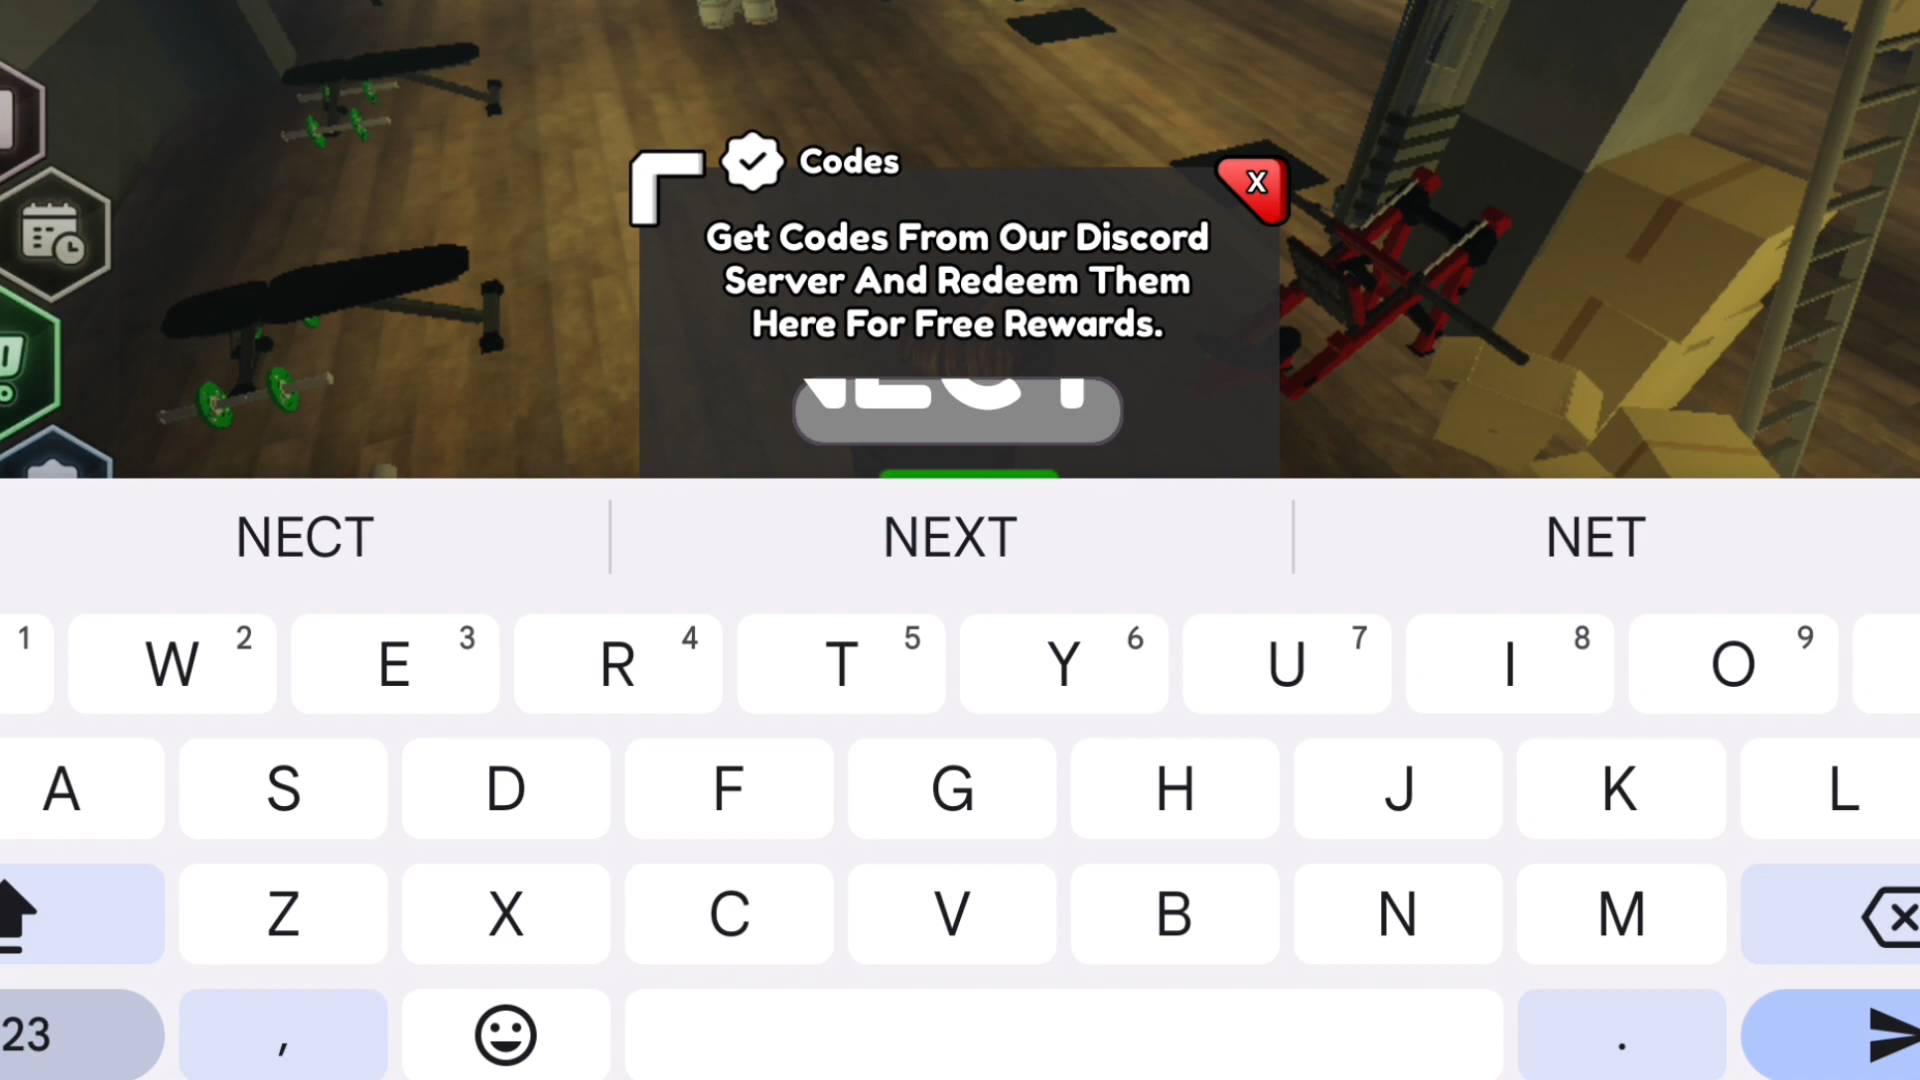 Codes
X
Get Codes From Our Discord
Server And Redeem Them
Here For Free Rewards.
NECT
NECT NEXT NET
1 W 2 E 3 R 4 T 5 Y 6 U 7 I 8 O 9
A S D F G H J K L
Z X C V B N M
23 , .